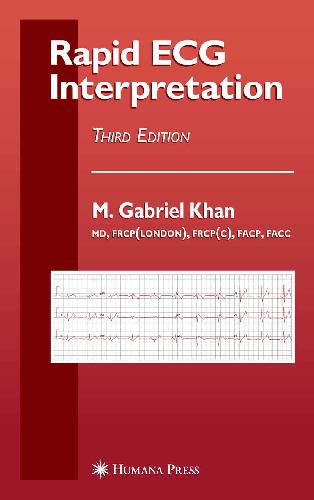 Rapid ECG
Interpretation
THIRD EDITION
M. Gabriel Khan
MD, FRCP(LONDON), FRCP(C), FACP, FACC
HUMANA PRESS